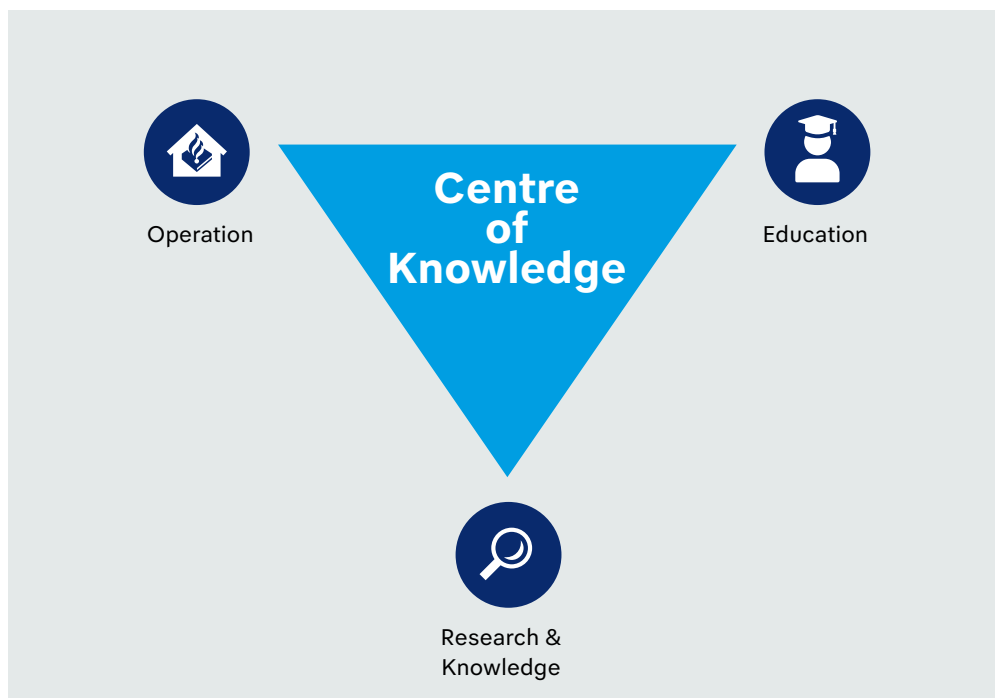 Centre
of
Knowledge
Operation
Education
Research &
Knowledge